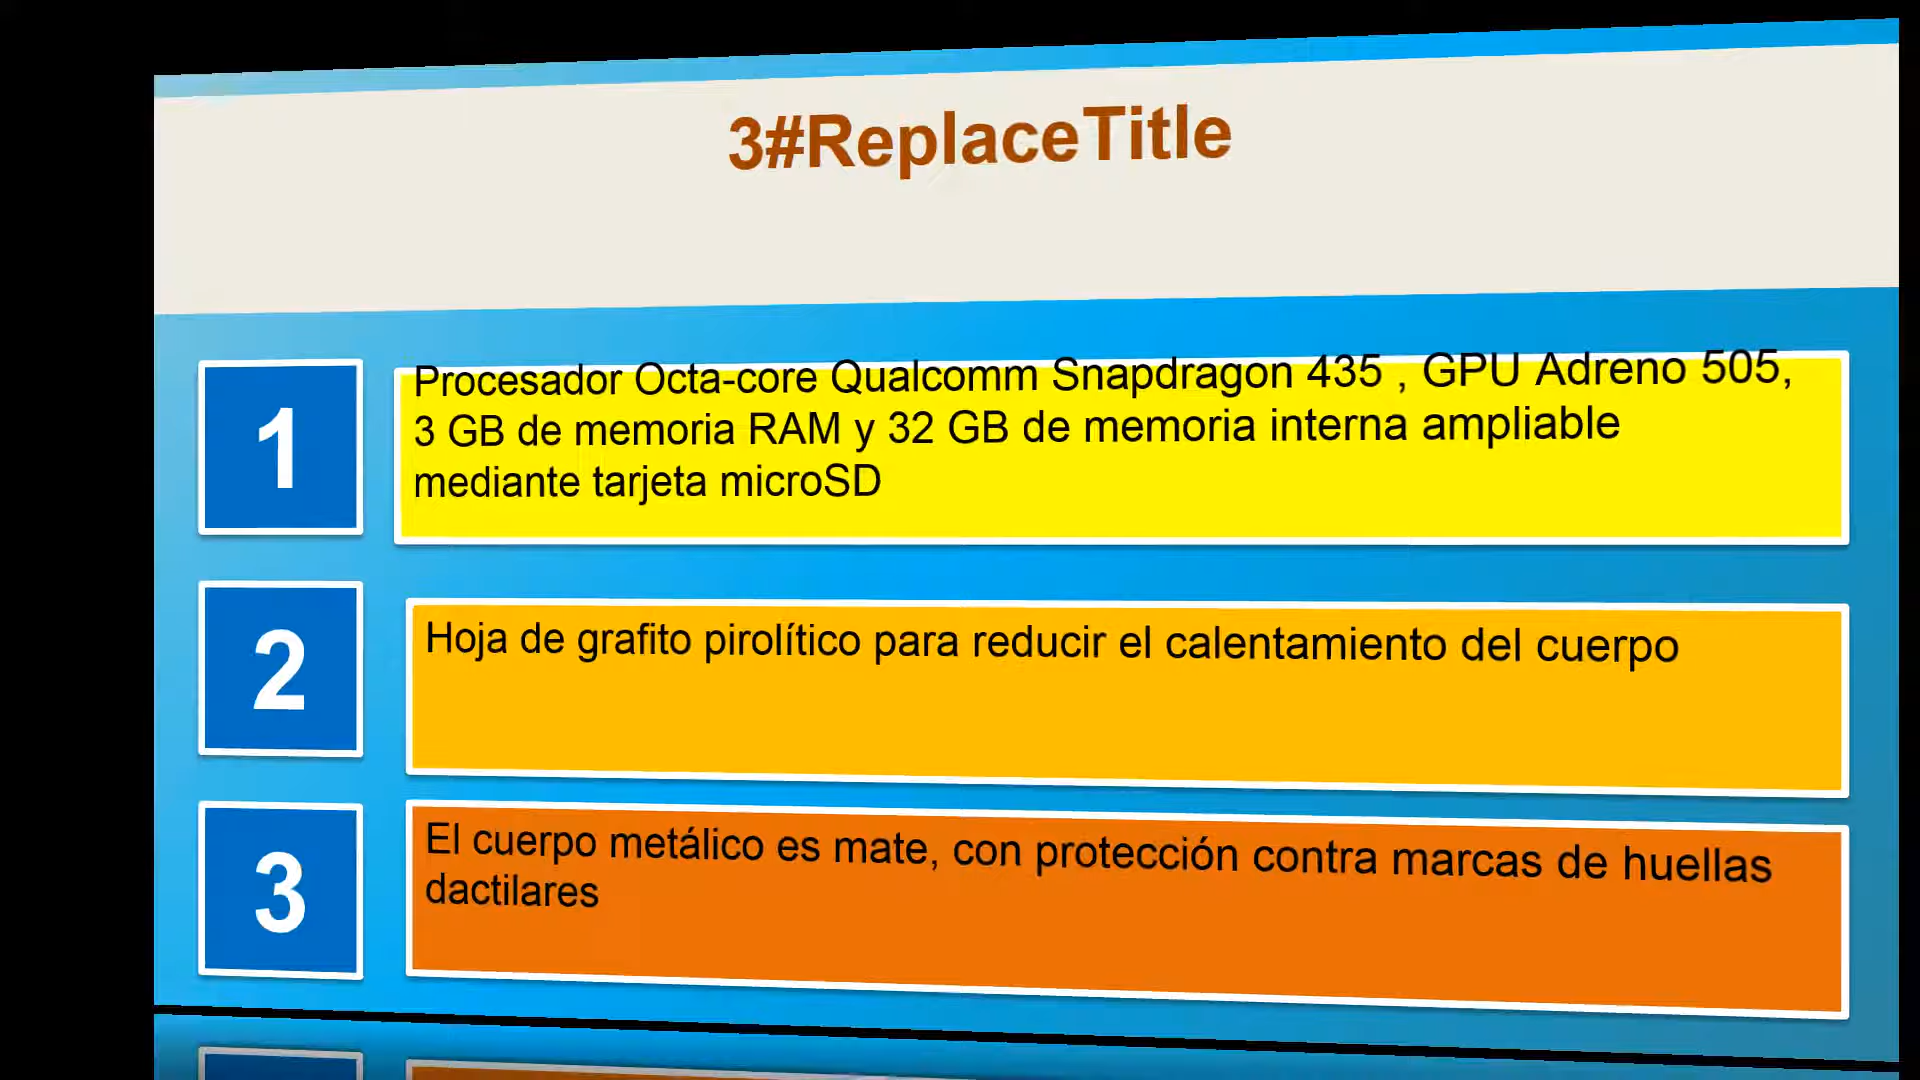 3#ReplaceTitle
1
Procesador Octa-core Qualcomm Snapdragon 435 , GPU Adreno 505,
3 GB de memoria RAM y 32 GB de memoria interna ampliable
mediante tarjeta microSD
2
Hoja de grafito pirolítico para reducir el calentamiento del cuerpo
3
El cuerpo metálico es mate, con protección contra marcas de huellas
dactilares